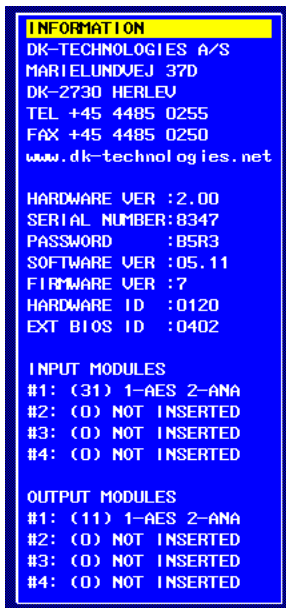 INFORMATION
DK-TECHNOLOGIES A/S
MARIELUNDVEJ 37D
DK-2730 HERLEV
TEL +45 4485 0255
FAX +45 4485 0250
www.dk-technologies.net
HARDWARE VER :2.00
SERIAL NUMBER:8347
PASSWORD :B5R3
SOFTWARE VER :05.11
FIRMWARE VER :7
HARDWARE ID :0120
EXT BIOS ID :0402
INPUT MODULES
#1: (31) 1-AES 2-ANA
#2: (0) NOT INSERTED
#3: (0) NOT INSERTED
#4: (0) NOT INSERTED
OUTPUT MODULES
#1: (11) 1-AES 2-ANA
#2: (0) NOT INSERTED
#3: (0) NOT INSERTED
#4: (0) NOT INSERTED